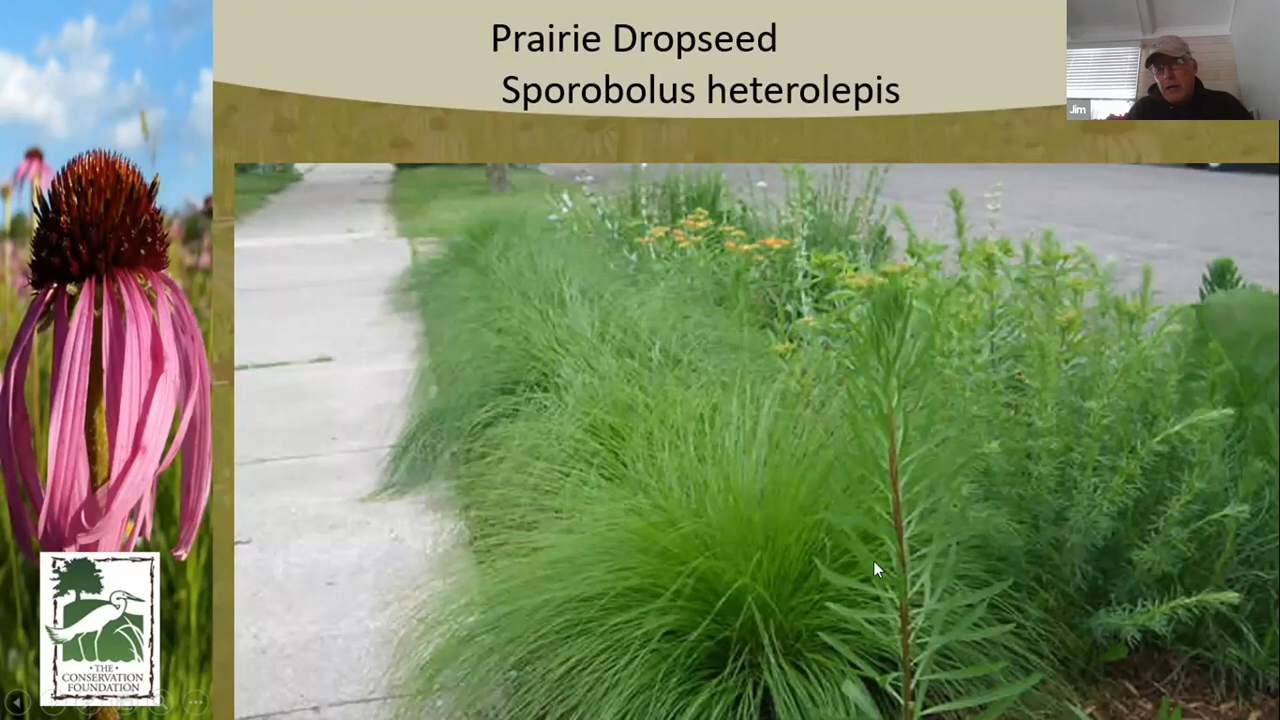 Prairie Dropseed
Sporobolus heterolepis
Jim
• THE •
CONSERVATION
FOUNDATION